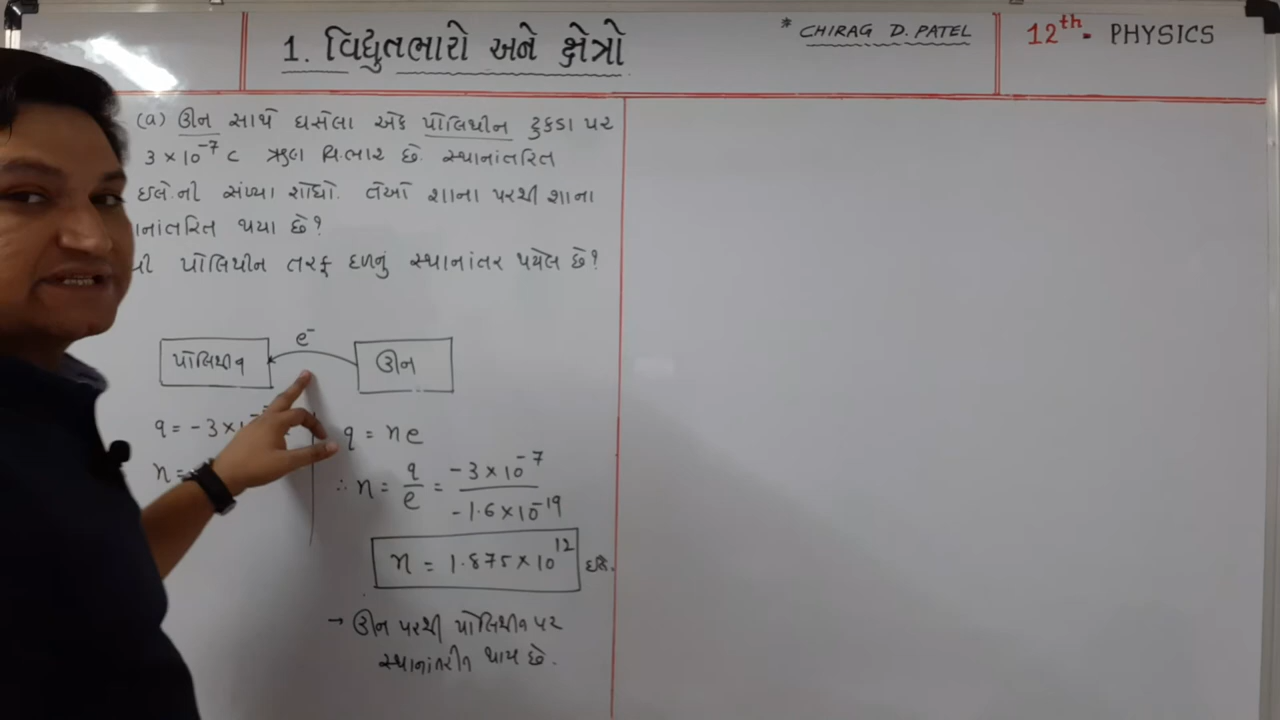 1. વિદ્યુતભારો અને ક્ષેત્રો
* CHIRAG D. PATEL
12th - PHYSICS
(a) ઊન સાથે ઘસેલા એક પૉલિથીન ટુકડા પર
3 × 10⁻⁷ C ઋણ વિ.ભાર છે. સ્થાનાંતરિત
ઇલે.ની સંખ્યા શોધો. તેઓ શાના પરથી શાના
થયા છે?
પૉલિથીન તરફ દળનું સ્થાનાંતર થયેલ છે?
e⁻
પૉલિથીન
ઊન
q = -3×1
n =
q = ne
∴ n = q/e = -3×10⁻⁷/-1.6×10⁻¹⁹
n = 1.875×10¹²
→ ઊન પરથી પૉલિથીન પર
સ્થાનાંતરીત થાય છે.